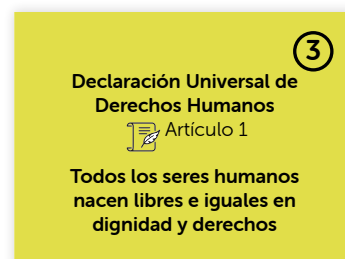 3
Declaración Universal de
Derechos Humanos
Artículo 1
Todos los seres humanos
nacen libres e iguales en
dignidad y derechos